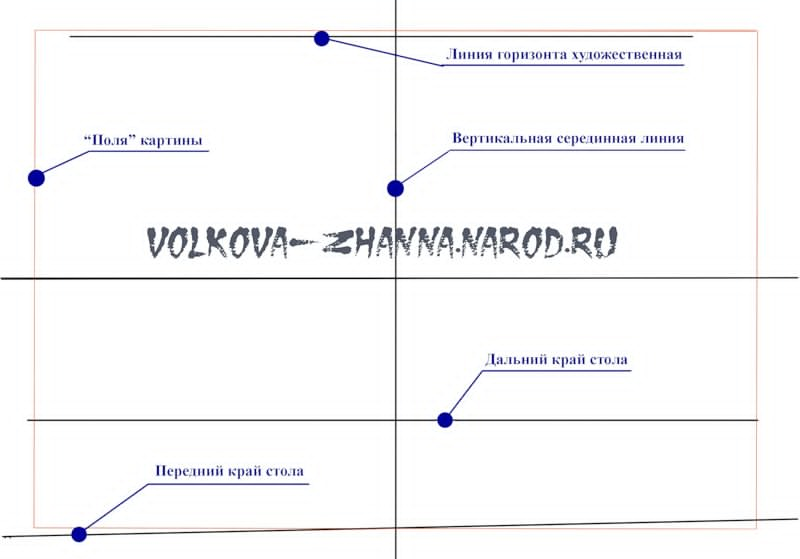 Линия горизонта художественная
“Поля” картины
Вертикальная серединная линия
VOLKOVA-ZHANNA.NAROD.RU
Дальний край стола
Передний край стола